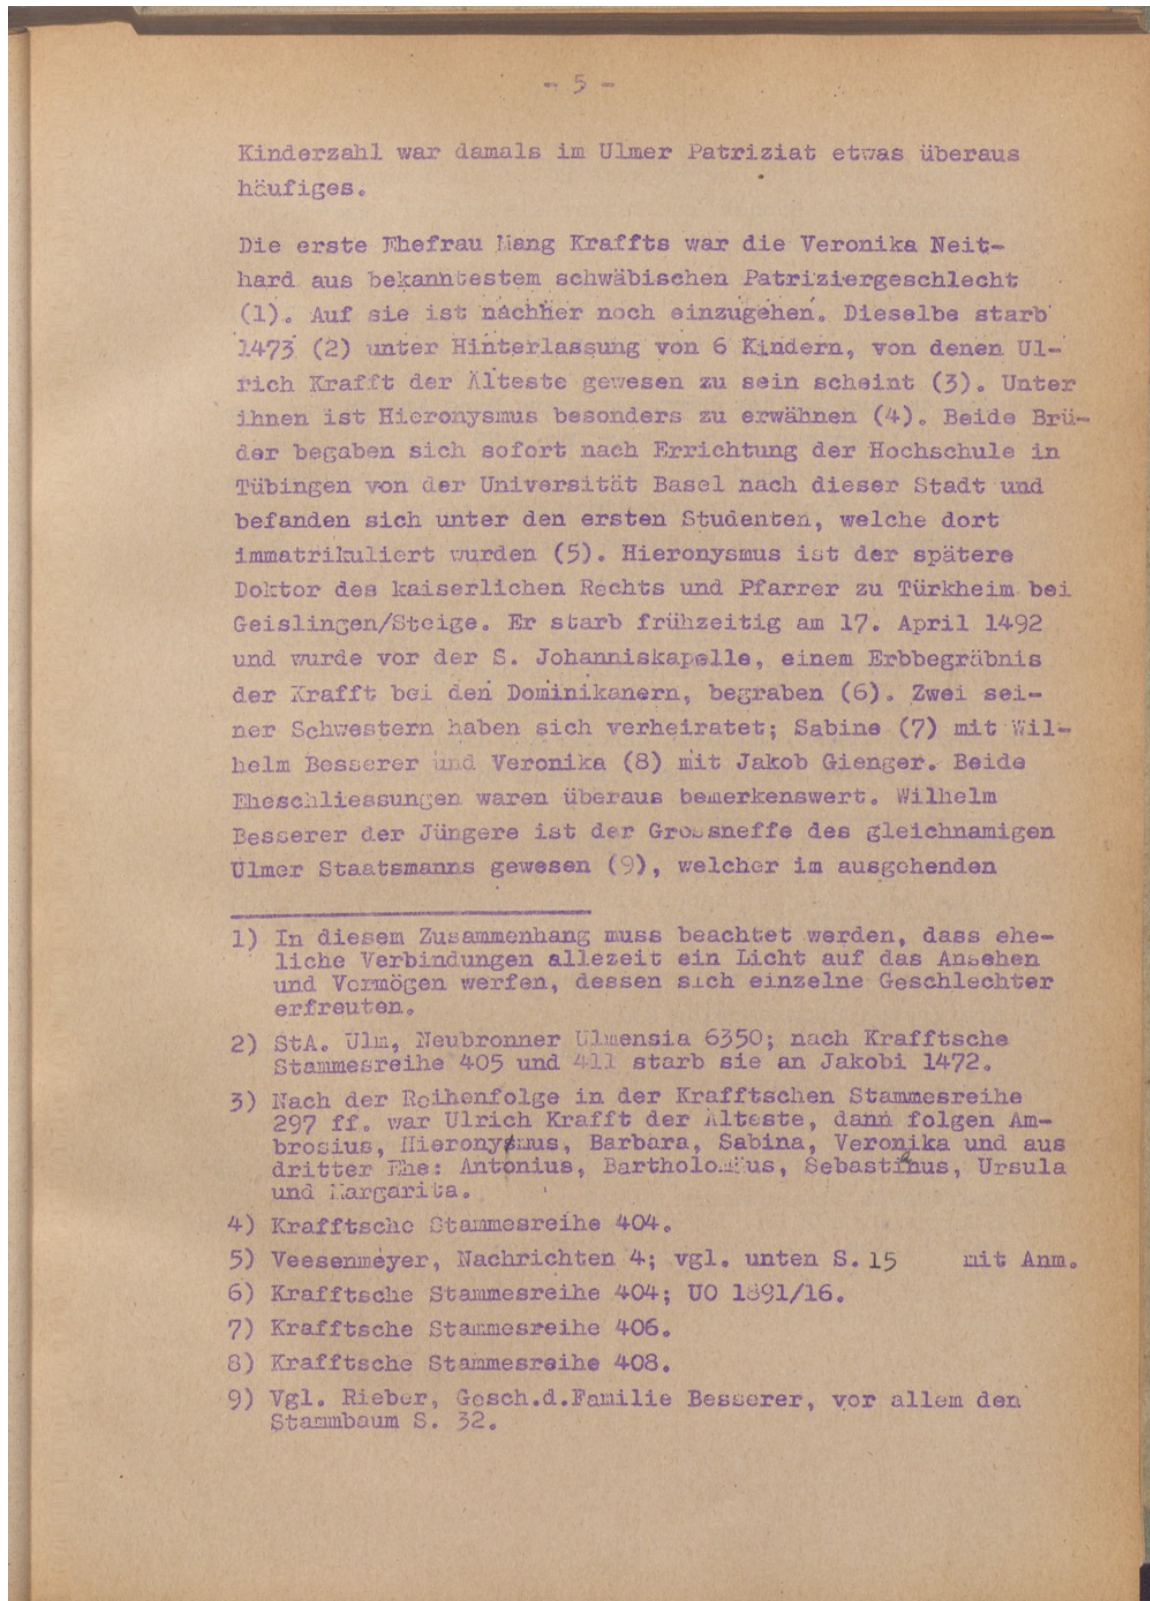 - 5 -
Kinderzahl war damals im Ulmer Patriziat etwas überaus
häufiges.
Die erste Ehefrau Mang Kraffts war die Veronika Neit-
hard aus bekanntestem schwäbischen Patriziergeschlecht
(1). Auf sie ist nachher noch einzugehen. Dieselbe starb
1473 (2) unter Hinterlassung von 6 Kindern, von denen Ul-
rich Krafft der Älteste gewesen zu sein scheint (3). Unter
ihnen ist Hieronysmus besonders zu erwähnen (4). Beide Brü-
der begaben sich sofort nach Errichtung der Hochschule in
Tübingen von der Universität Basel nach dieser Stadt und
befanden sich unter den ersten Studenten, welche dort
immatrikuliert wurden (5). Hieronysmus ist der spätere
Doktor des kaiserlichen Rechts und Pfarrer zu Türkheim bei
Geislingen/Steige. Er starb frühzeitig am 17. April 1492
und wurde vor der S. Johanniskapelle, einem Erbbegräbnis
der Krafft bei den Dominikanern, begraben (6). Zwei sei-
ner Schwestern haben sich verheiratet; Sabine (7) mit Wil-
helm Besserer und Veronika (8) mit Jakob Gienger. Beide
Eheschliessungen waren überaus bemerkenswert. Wilhelm
Besserer der Jüngere ist der Grossneffe des gleichnamigen
Ulmer Staatsmanns gewesen (9), welcher im ausgehenden
1) In diesem Zusammenhang muss beachtet werden, dass ehe-
liche Verbindungen allezeit ein Licht auf das Ansehen
und Vermögen werfen, dessen sich einzelne Geschlechter
erfreuten.
2) StA. Ulm, Neubronner Ulmensia 6350; nach Krafftsche
Stammesreihe 405 und 411 starb sie an Jakobi 1472.
3) Nach der Reihenfolge in der Krafftschen Stammesreihe
297 ff. war Ulrich Krafft der Älteste, dann folgen Am-
brosius, Hieronymus, Barbara, Sabina, Veronika und aus
dritter Ehe: Antonius, Bartholomäus, Sebastianus, Ursula
und Margarita.
4) Krafftsche Stammesreihe 404.
5) Veesenmeyer, Nachrichten 4; vgl. unten S. 15 mit Anm.
6) Krafftsche Stammesreihe 404; UO 1891/16.
7) Krafftsche Stammesreihe 406.
8) Krafftsche Stammesreihe 408.
9) Vgl. Rieber, Gesch.d.Familie Besserer, vor allem den
Stammbaum S. 32.